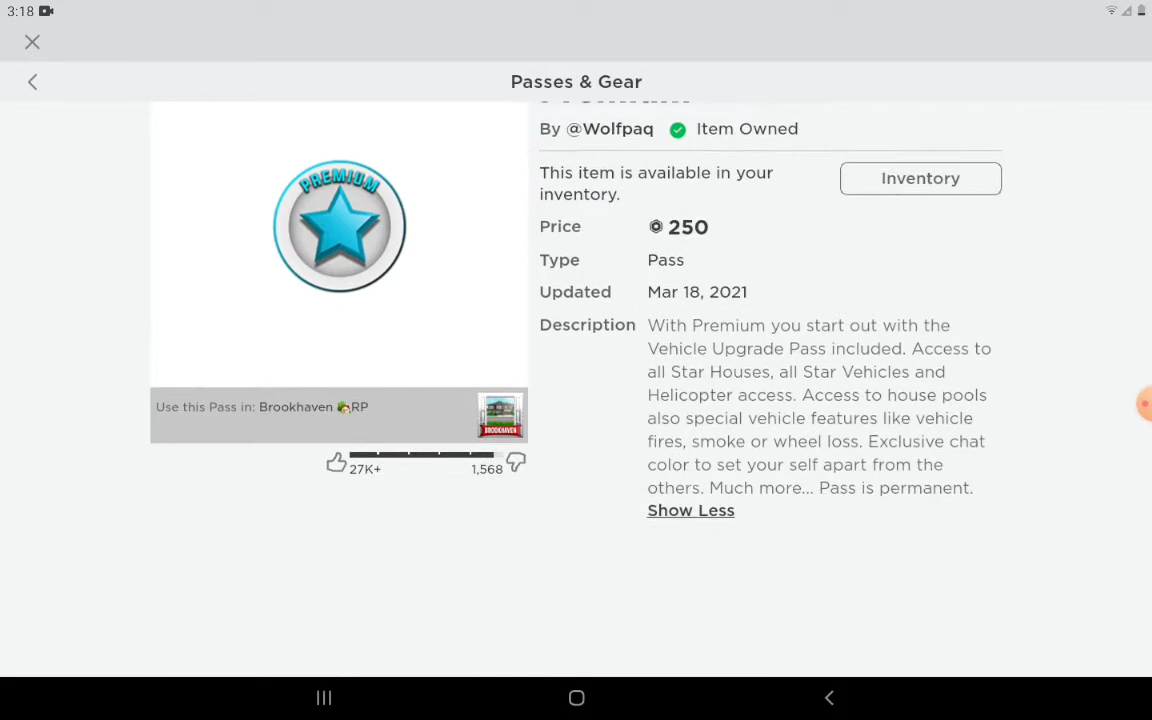 3:18
Passes & Gear
Premium
By @Wolfpaq Item Owned
This item is available in your
inventory.
Inventory
Price 250
Type Pass
Updated Mar 18, 2021
Description With Premium you start out with the
Vehicle Upgrade Pass included. Access to
all Star Houses, all Star Vehicles and
Helicopter access. Access to house pools
also special vehicle features like vehicle
fires, smoke or wheel loss. Exclusive chat
color to set your self apart from the
others. Much more... Pass is permanent.
Show Less
PREMIUM
Use this Pass in: Brookhaven 🏡RP
BROOKHAVEN
27K+ 1,568